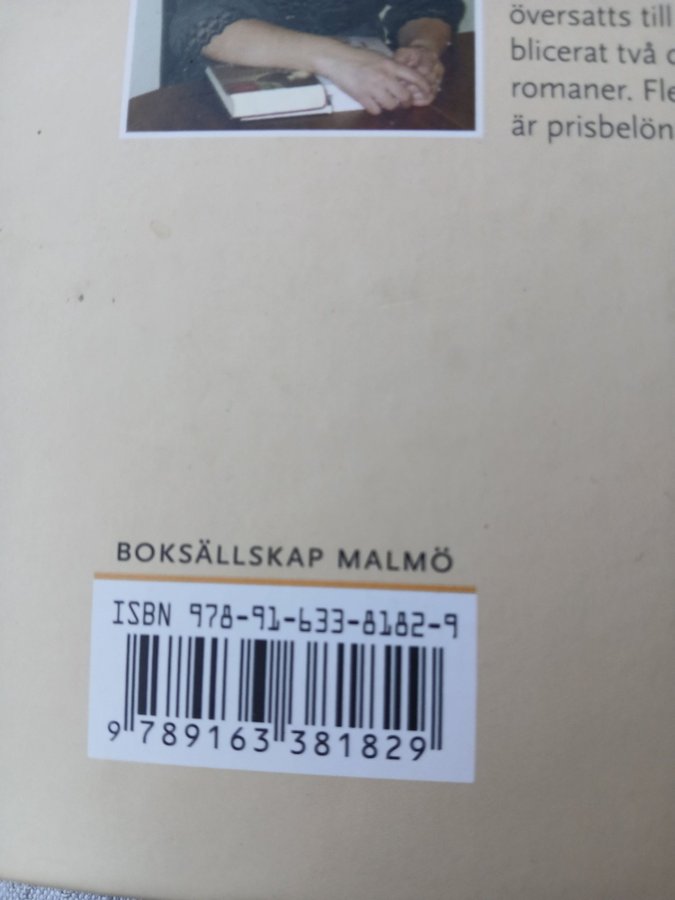 översatts till
blicerat två
romaner. Fle
är prisbelön
BOKSÄLLSKAP MALMÖ
ISBN 978-91-633-8182-9
9 789163 381829